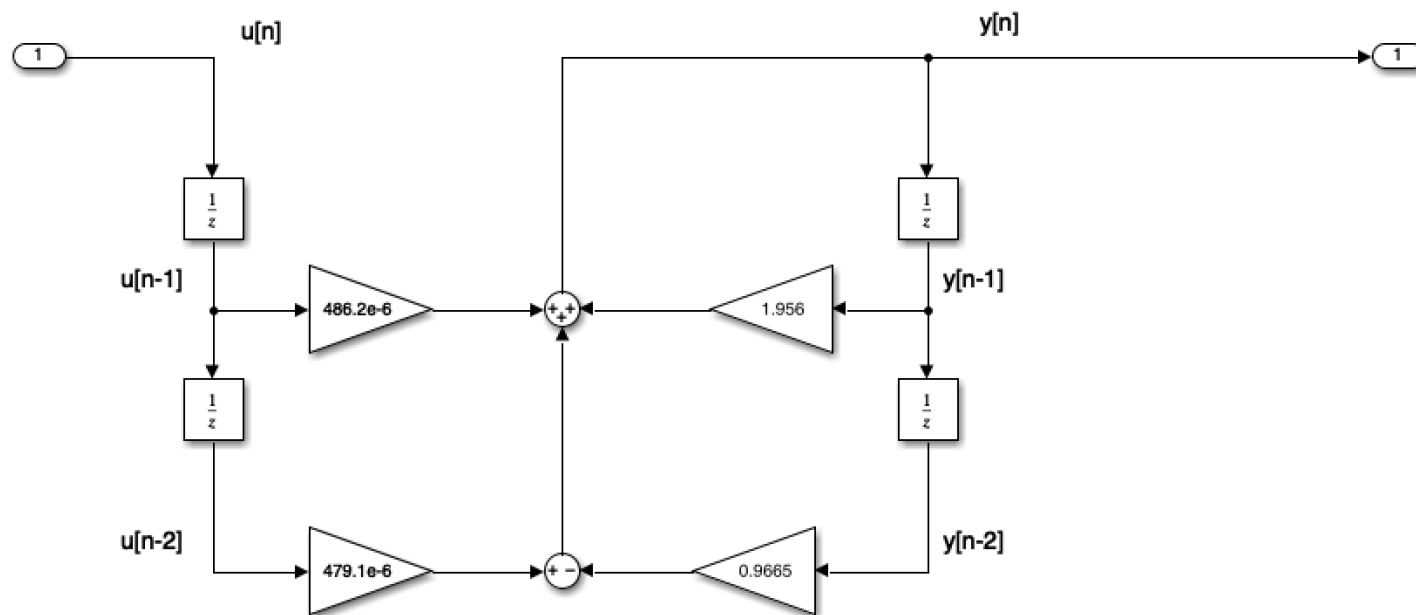 u[n]
y[n]
1
1
1
z
1
z
u[n-1]
y[n-1]
486.2e-6
+ +
+
1.956
1
z
1
z
u[n-2]
y[n-2]
479.1e-6
+ −
0.9665